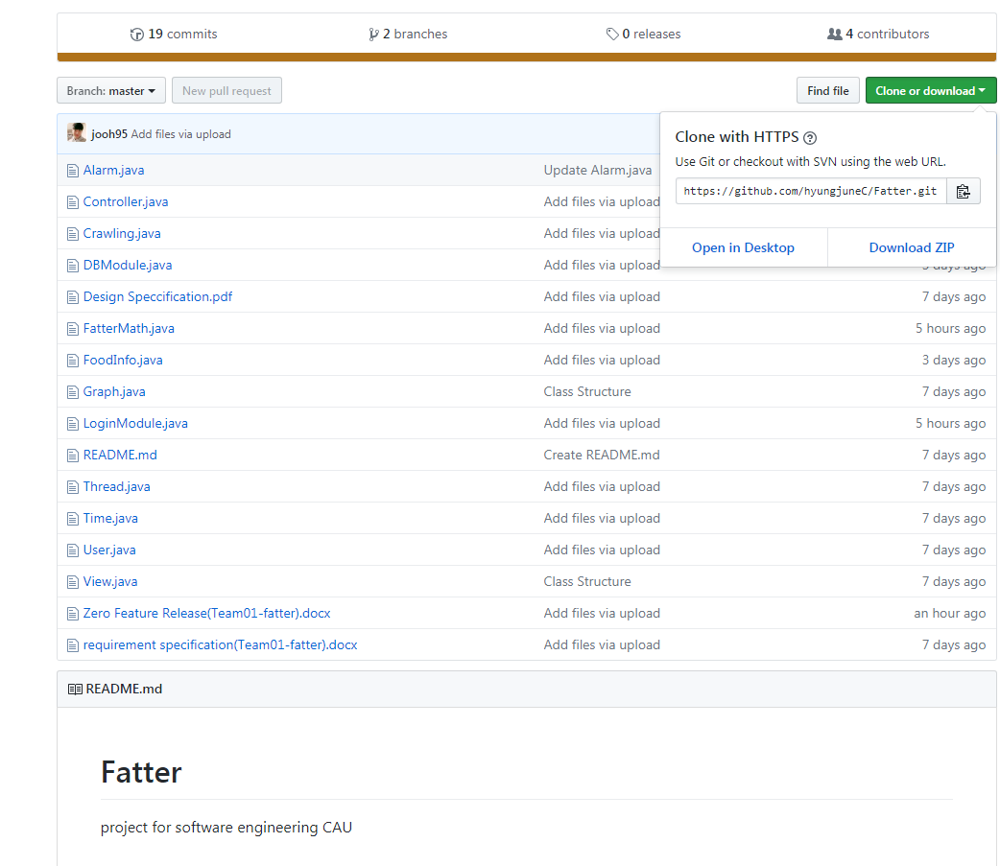 19 commits 2 branches 0 releases 4 contributors
Branch: master New pull request Find file Clone or download
jooh95 Add files via upload
Clone with HTTPS
Use Git or checkout with SVN using the web URL.
https://github.com/hyungjuneC/Fatter.git
Open in Desktop Download ZIP
Alarm.java Update Alarm.java
Controller.java Add files via upload
Crawling.java Add files via upload
DBModule.java Add files via upload days ago
Design Speccification.pdf Add files via upload 7 days ago
FatterMath.java Add files via upload 5 hours ago
FoodInfo.java Add files via upload 3 days ago
Graph.java Class Structure 7 days ago
LoginModule.java Add files via upload 5 hours ago
README.md Create README.md 7 days ago
Thread.java Add files via upload 7 days ago
Time.java Add files via upload 7 days ago
User.java Add files via upload 7 days ago
View.java Class Structure 7 days ago
Zero Feature Release(Team01-fatter).docx Add files via upload an hour ago
requirement specification(Team01-fatter).docx Add files via upload 7 days ago
README.md
Fatter
project for software engineering CAU